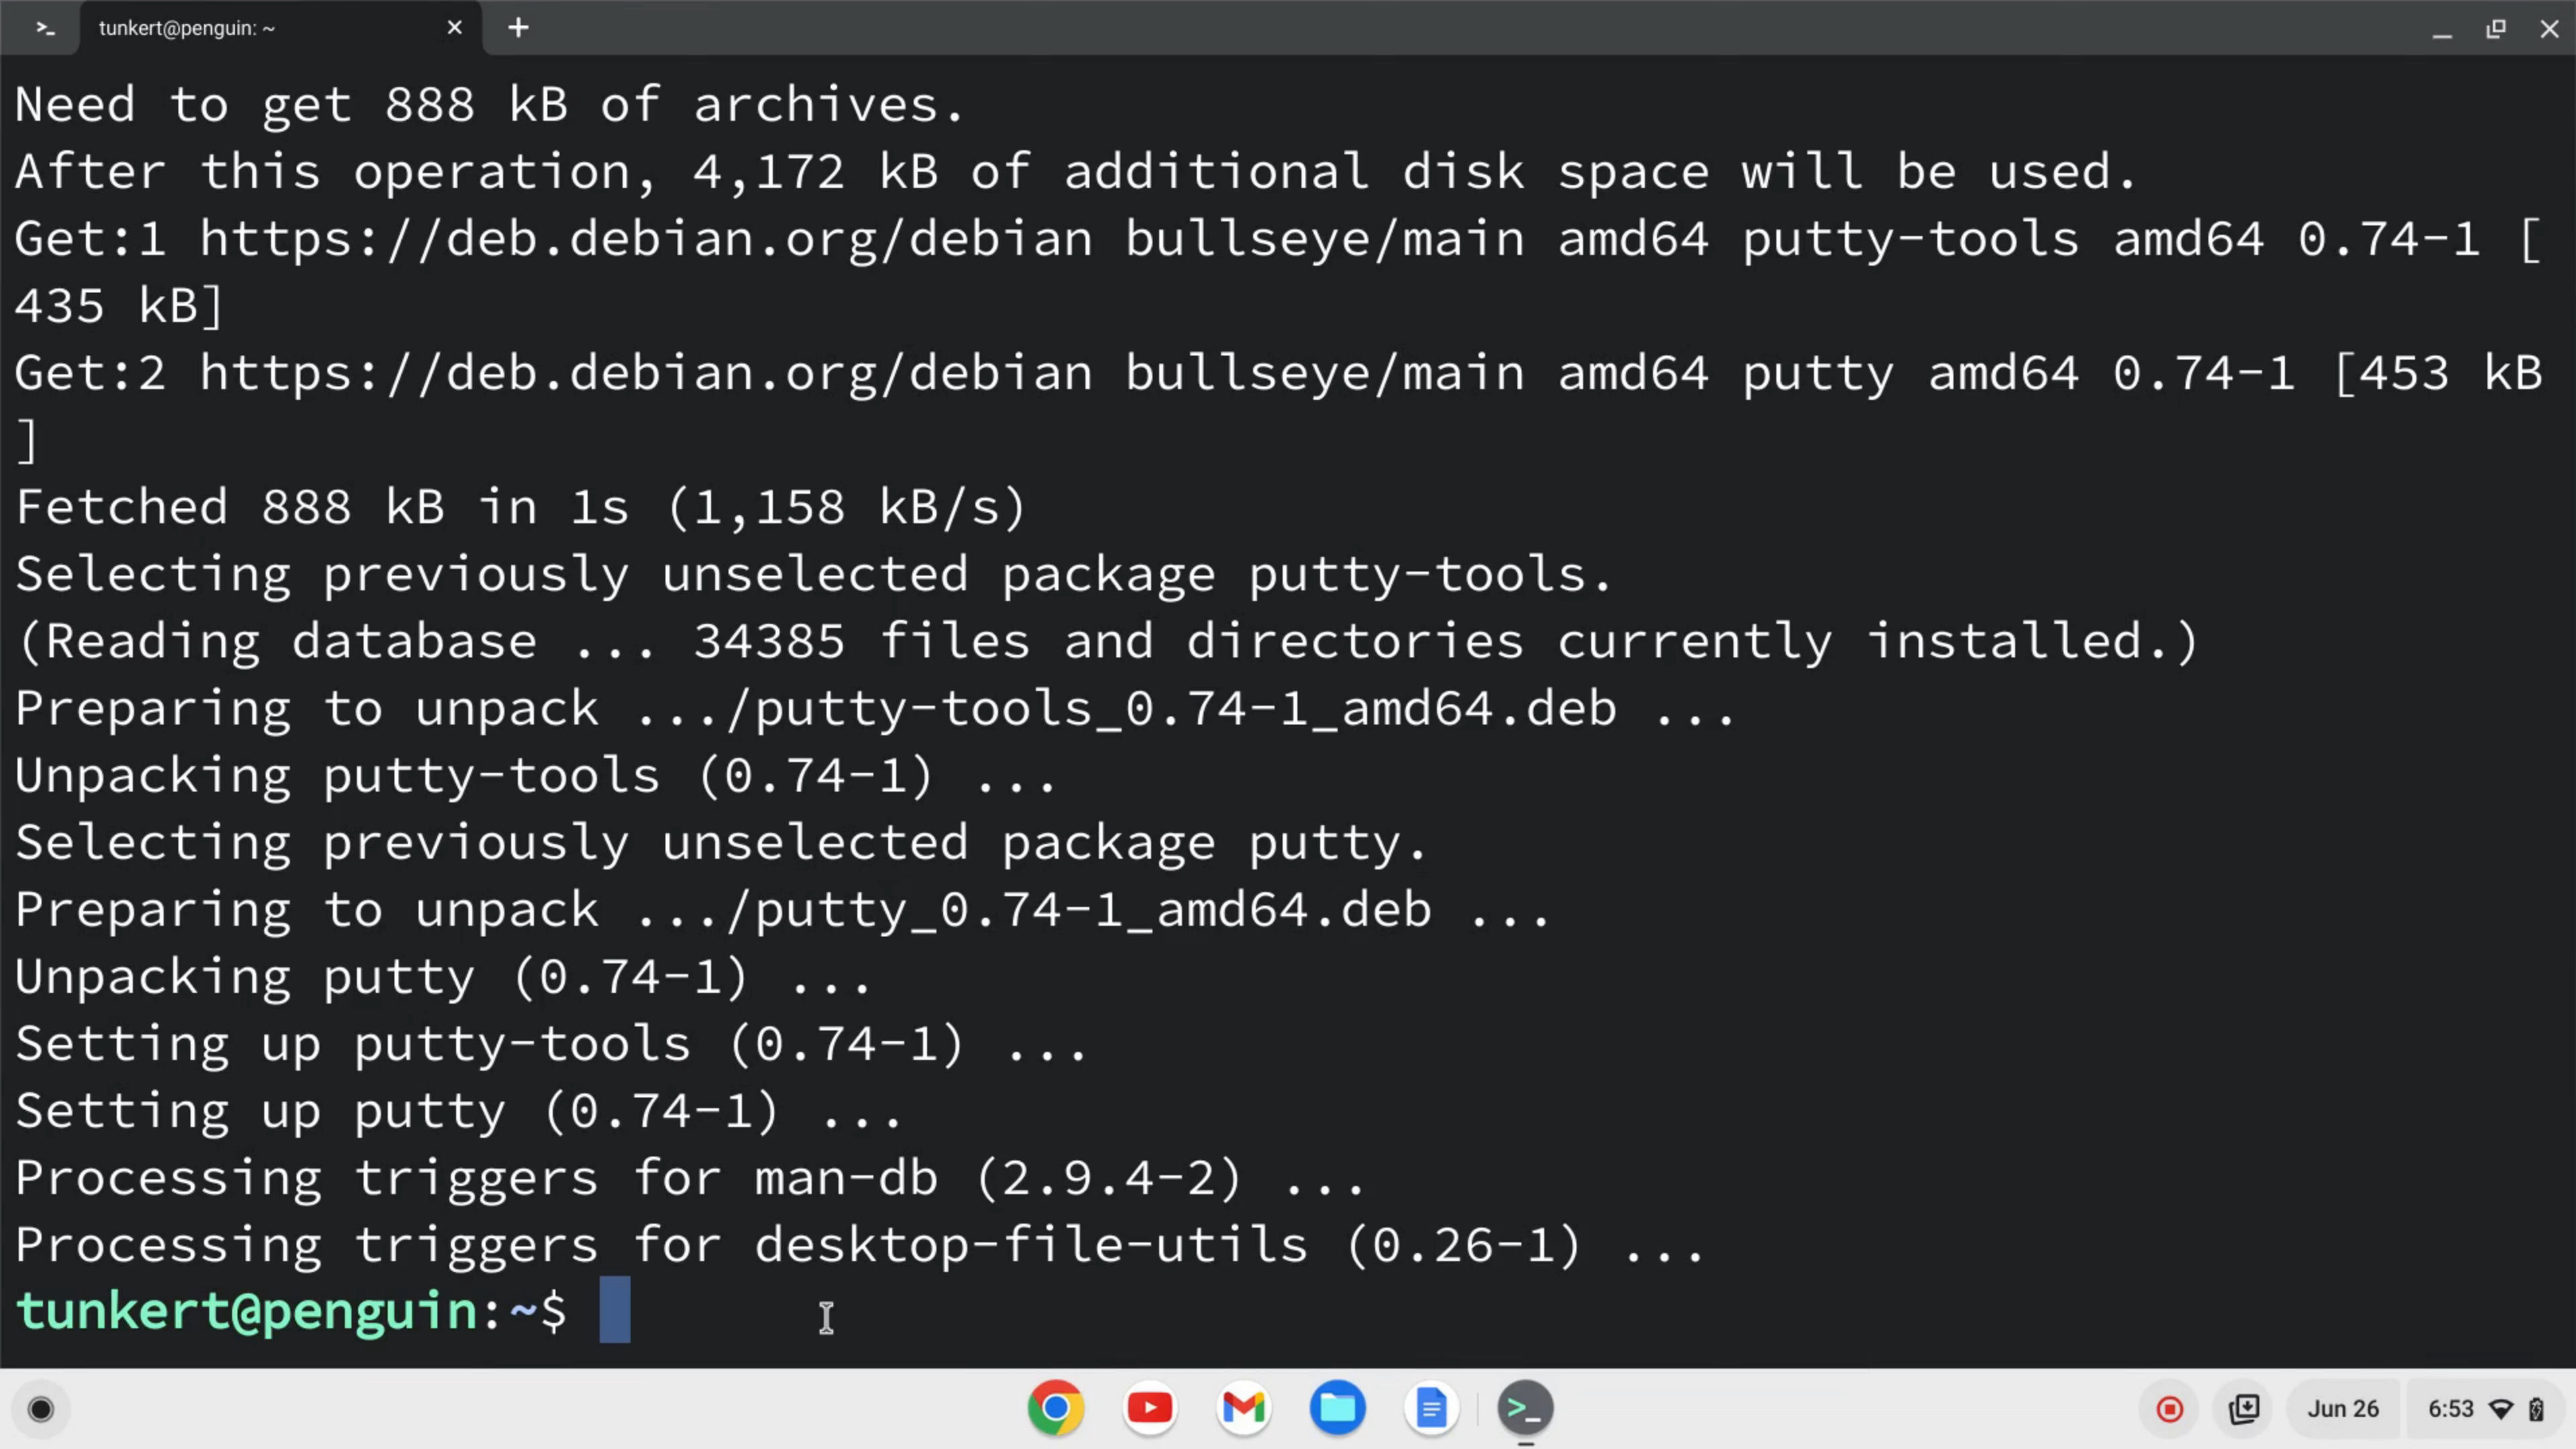 >_ tunkert@penguin: ~
Need to get 888 kB of archives.
After this operation, 4,172 kB of additional disk space will be used.
Get:1 https://deb.debian.org/debian bullseye/main amd64 putty-tools amd64 0.74-1 [
435 kB]
Get:2 https://deb.debian.org/debian bullseye/main amd64 putty amd64 0.74-1 [453 kB
]
Fetched 888 kB in 1s (1,158 kB/s)
Selecting previously unselected package putty-tools.
(Reading database ... 34385 files and directories currently installed.)
Preparing to unpack .../putty-tools_0.74-1_amd64.deb ...
Unpacking putty-tools (0.74-1) ...
Selecting previously unselected package putty.
Preparing to unpack .../putty_0.74-1_amd64.deb ...
Unpacking putty (0.74-1) ...
Setting up putty-tools (0.74-1) ...
Setting up putty (0.74-1) ...
Processing triggers for man-db (2.9.4-2) ...
Processing triggers for desktop-file-utils (0.26-1) ...
tunkert@penguin:~$
Jun 26 6:53